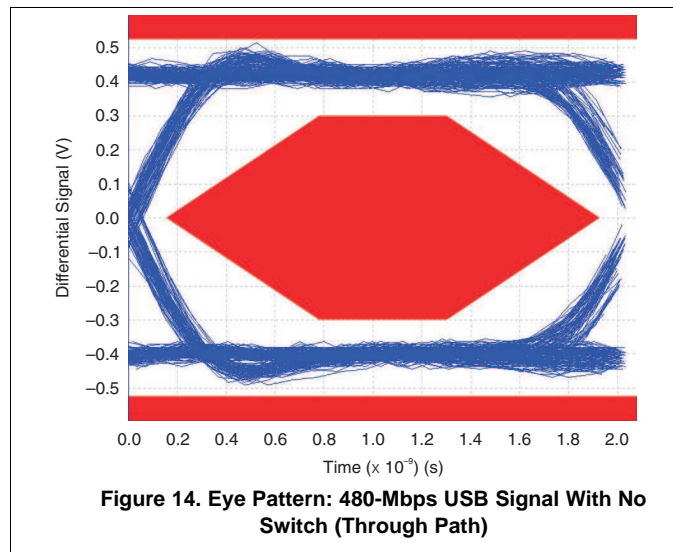 Differential Signal (V)
0.5
0.4
0.3
0.2
0.1
0.0
–0.1
–0.2
–0.3
–0.4
–0.5
0.0 0.2 0.4 0.6 0.8 1.0 1.2 1.4 1.6 1.8 2.0
Time (× 10⁻⁹) (s)
Figure 14. Eye Pattern: 480-Mbps USB Signal With No
Switch (Through Path)